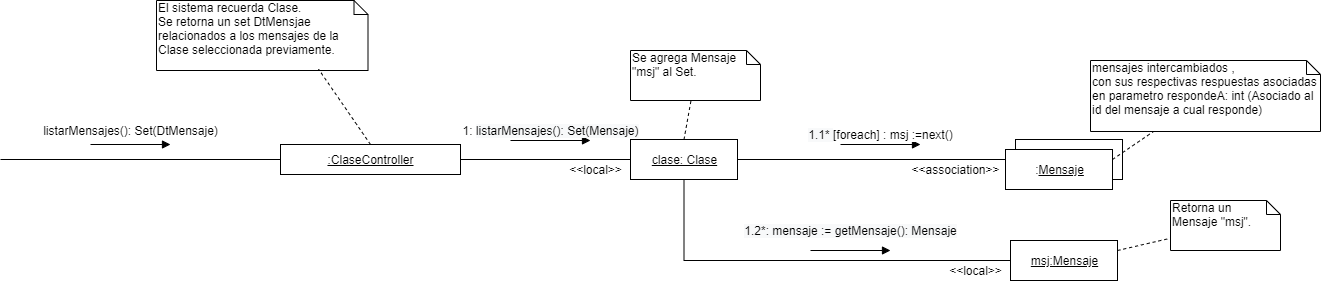 El sistema recuerda Clase.
Se retorna un set DtMensjae
relacionados a los mensajes de la
Clase seleccionada previamente.
Se agrega Mensaje
"msj" al Set.
mensajes intercambiados ,
con sus respectivas respuestas asociadas
en parametro respondeA: int (Asociado al
id del mensaje a cual responde)
listarMensajes(): Set(DtMensaje)
1: listarMensajes(): Set(Mensaje)
1.1* [foreach] : msj :=next()
:ClaseController
clase: Clase
<<local>>
<<association>>
:Mensaje
Retorna un
Mensaje "msj".
1.2*: mensaje := getMensaje(): Mensaje
msj:Mensaje
<<local>>